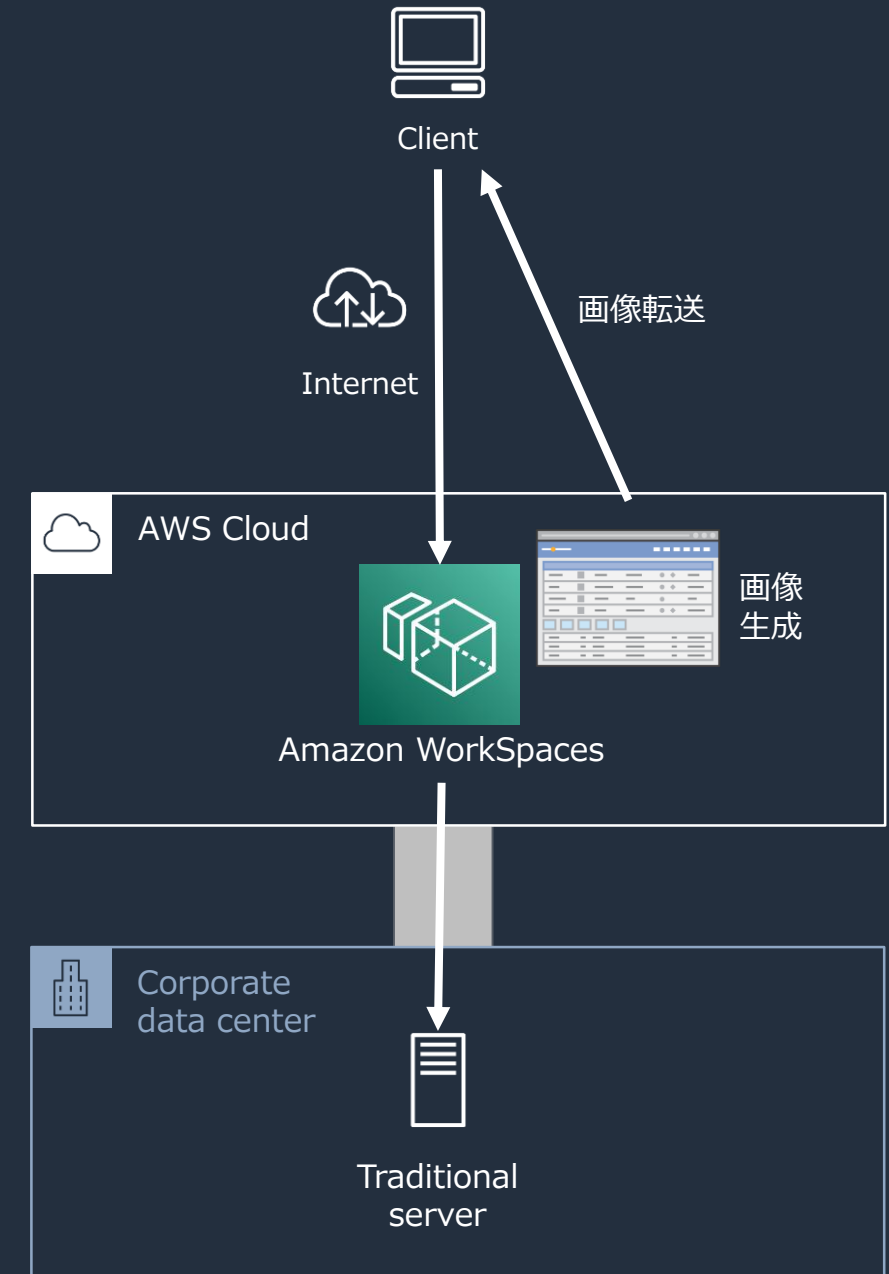 Client
画像転送
Internet
AWS Cloud
画像
生成
Amazon WorkSpaces
Corporate
data center
Traditional
server